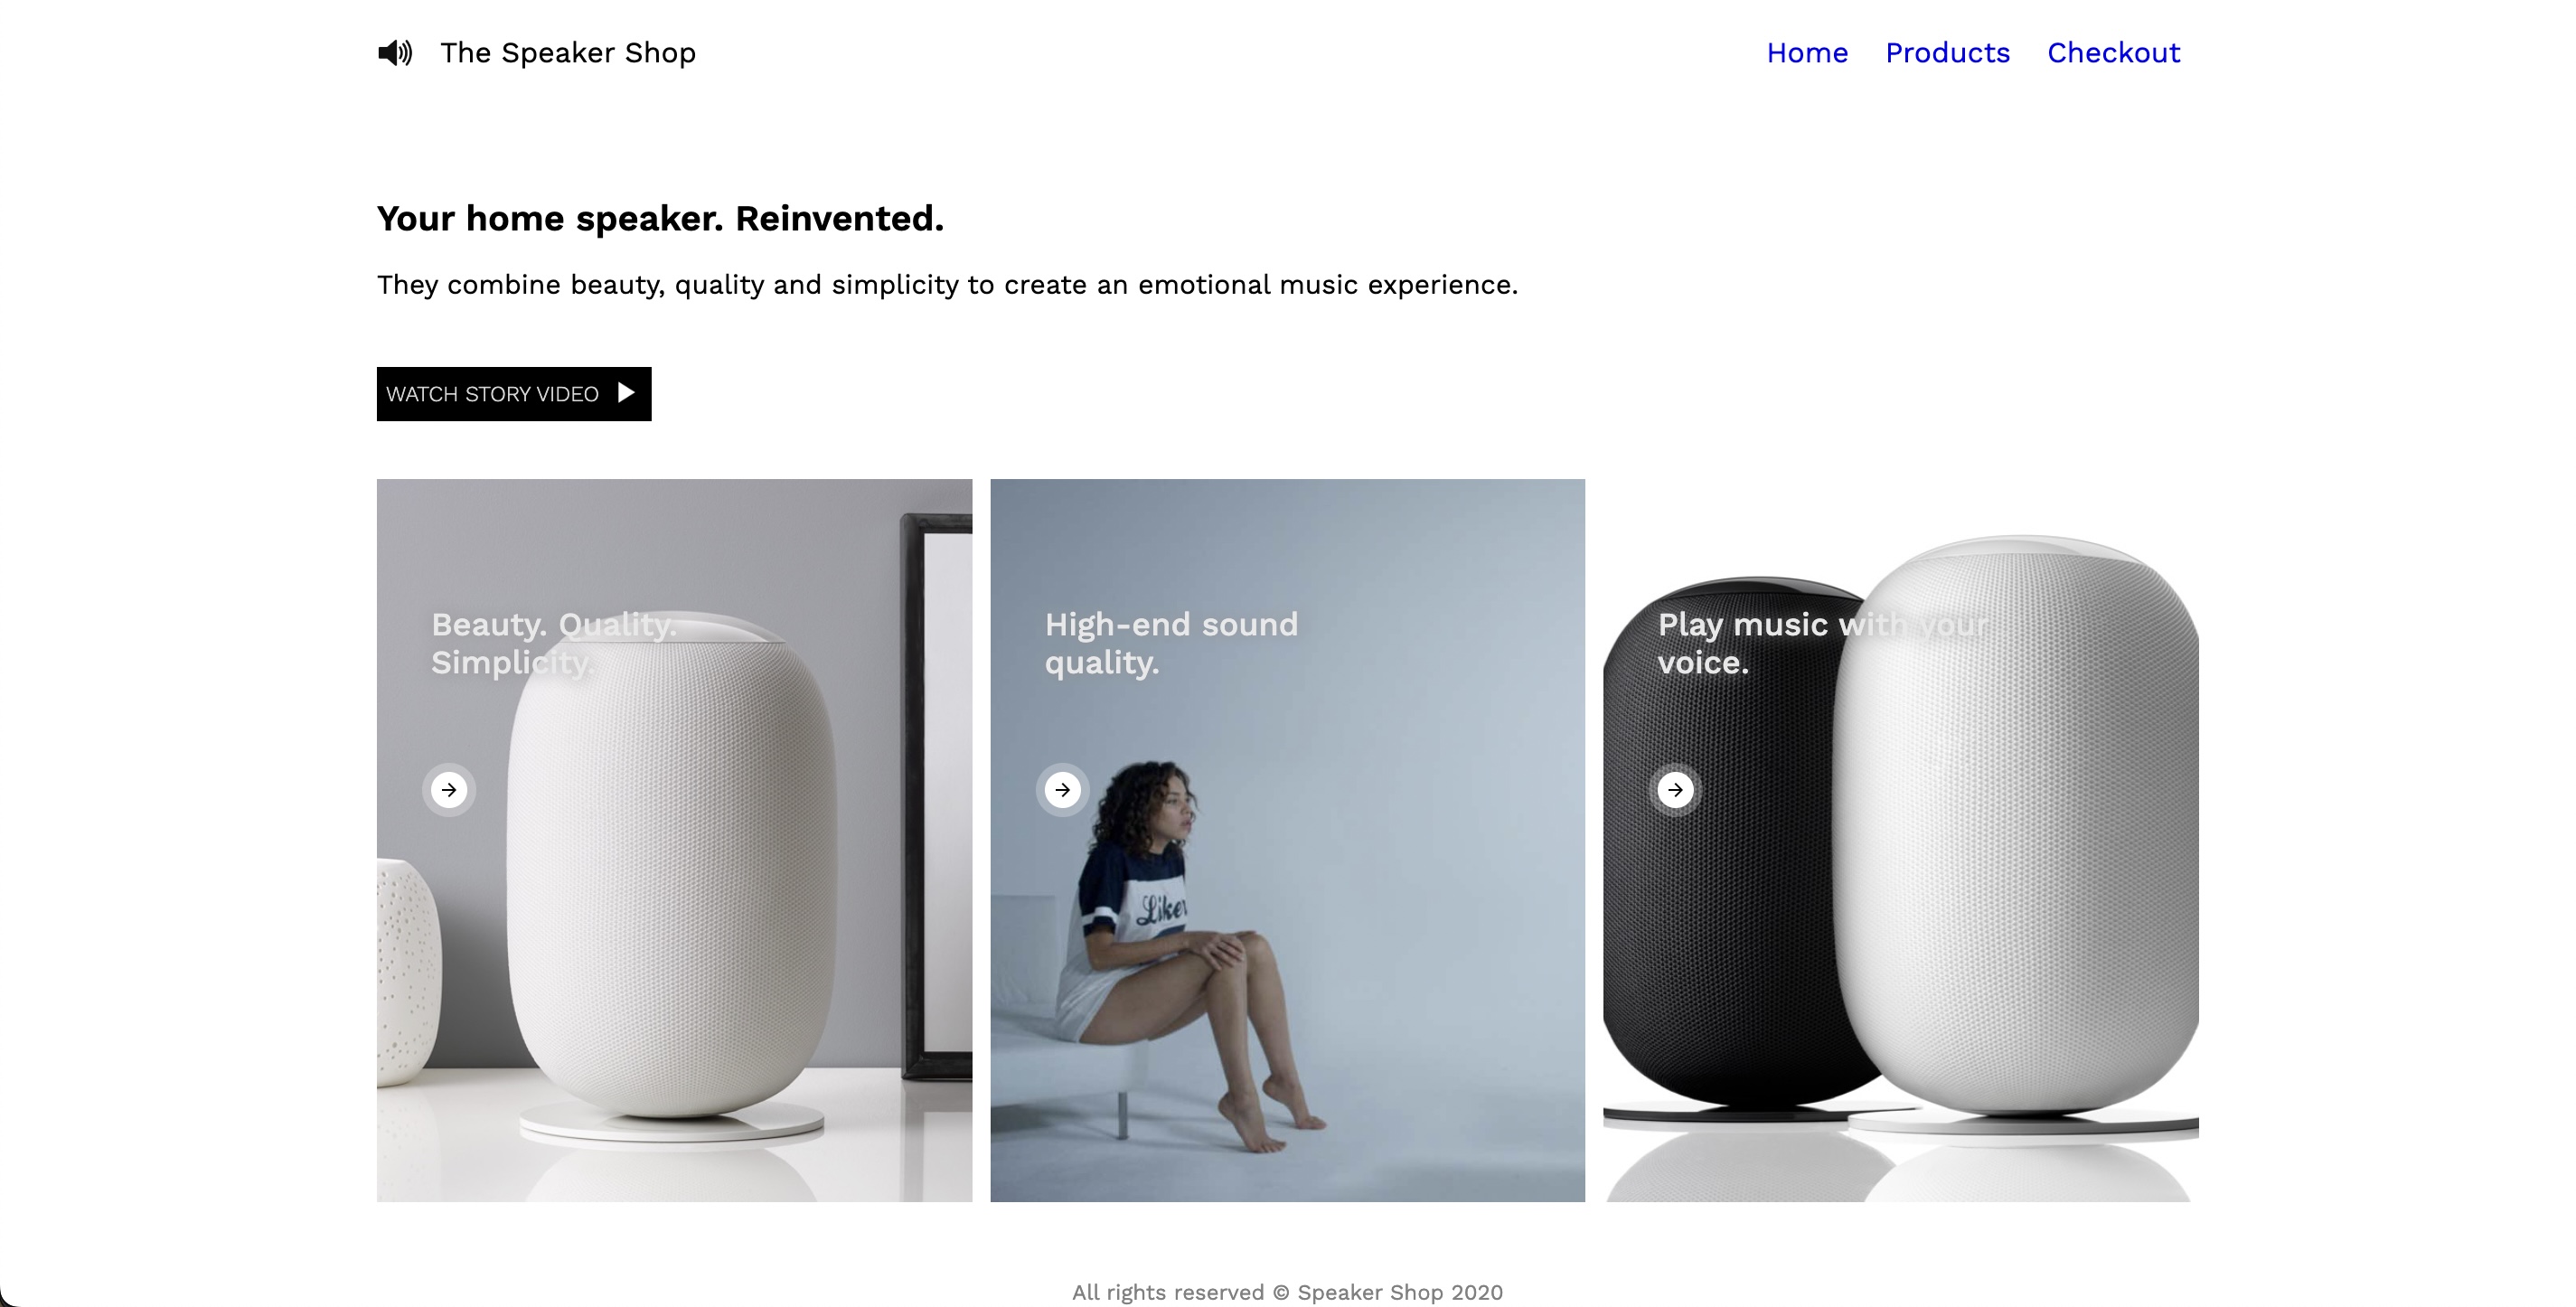 The Speaker Shop
Home Products Checkout
Your home speaker. Reinvented.
They combine beauty, quality and simplicity to create an emotional music experience.
WATCH STORY VIDEO
Beauty. Quality.
Simplicity.
High-end sound
quality.
Liker
Play music with your
voice.
All rights reserved © Speaker Shop 2020